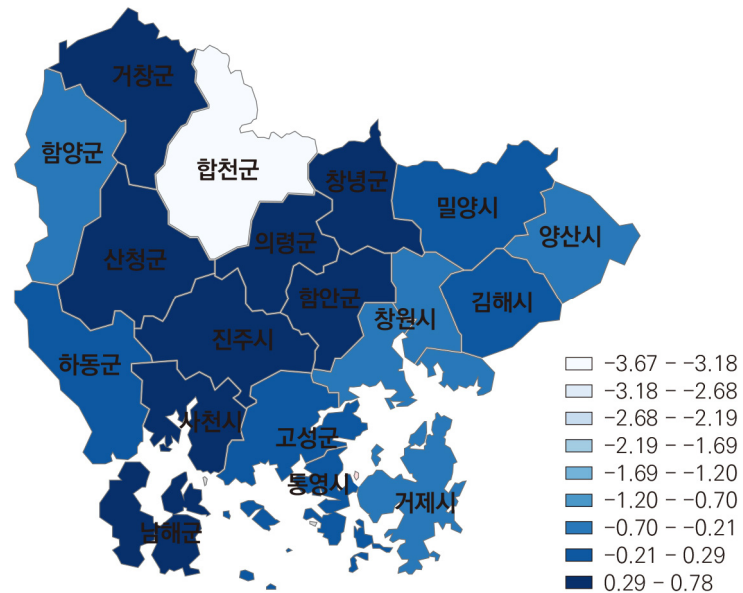 거창군
함양군
합천군
창녕군
밀양시
양산시
의령군
산청군
함안군
김해시
창원시
진주시
하동군
사천시
고성군
통영시
거제시
남해군
-3.67 - -3.18
-3.18 - -2.68
-2.68 - -2.19
-2.19 - -1.69
-1.69 - -1.20
-1.20 - -0.70
-0.70 - -0.21
-0.21 - 0.29
0.29 - 0.78